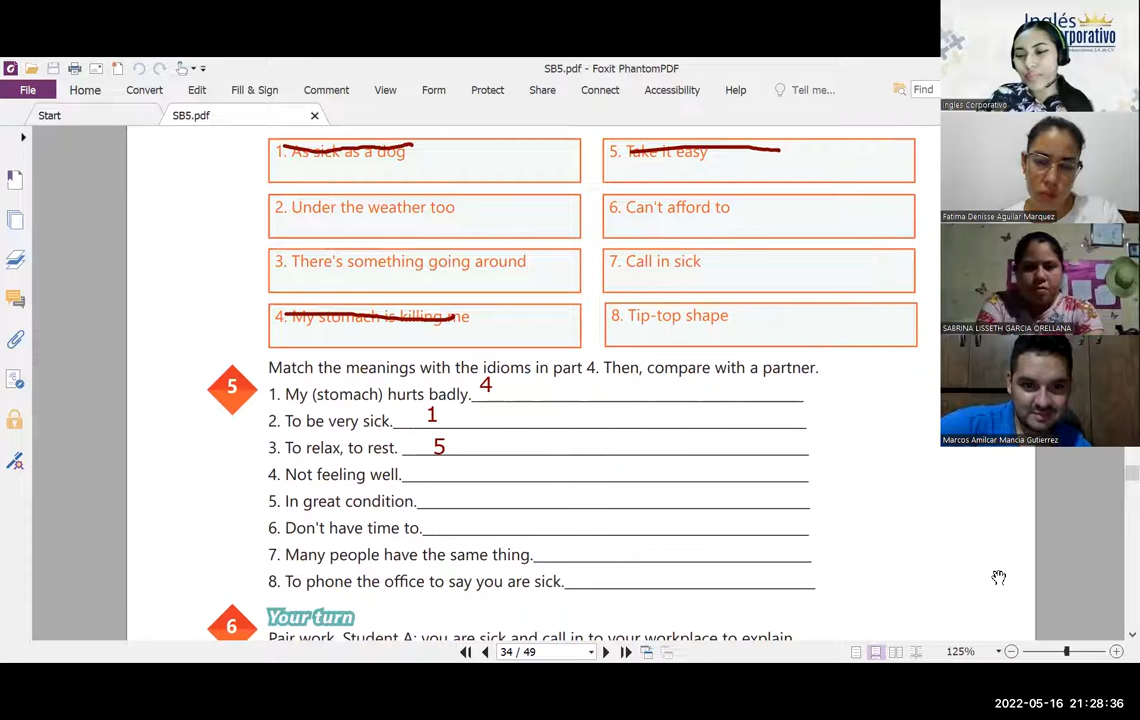 Inglés
Corporativo
Ingles Corporativo
SB5.pdf - Foxit PhantomPDF
File Home Convert Edit Fill & Sign Comment View Form Protect Share Connect Accessibility Help Tell me... Find
Start SB5.pdf
1. As sick as a dog
5. Take it easy
2. Under the weather too
6. Can't afford to
3. There's something going around
7. Call in sick
4. My stomach is killing me
8. Tip-top shape
5 Match the meanings with the idioms in part 4. Then, compare with a partner.
1. My (stomach) hurts badly. 4
2. To be very sick. 1
3. To relax, to rest. 5
4. Not feeling well.
5. In great condition.
6. Don't have time to.
7. Many people have the same thing.
8. To phone the office to say you are sick.
6 Your turn
Pair work. Student A: you are sick and call in to your workplace to explain
Fatima Denisse Aguilar Marquez
SABRINA LISSETH GARCIA ORELLANA
Marcos Amilcar Mancia Gutierrez
34 / 49
125%
2022-05-16 21:28:36